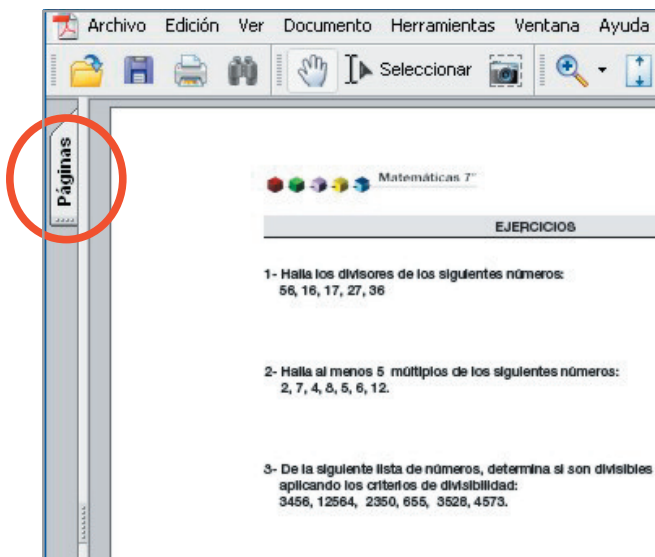 Archivo Edición Ver Documento Herramientas Ventana Ayuda
Seleccionar
Páginas
Matemáticas 7°
EJERCICIOS
1- Halla los divisores de los siguientes números:
56, 16, 17, 27, 36
2- Halla al menos 5 múltiplos de los siguientes números:
2, 7, 4, 8, 5, 6, 12.
3- De la siguiente lista de números, determina si son divisibles
aplicando los criterios de divisibilidad:
3456, 12564, 2350, 655, 3528, 4573.